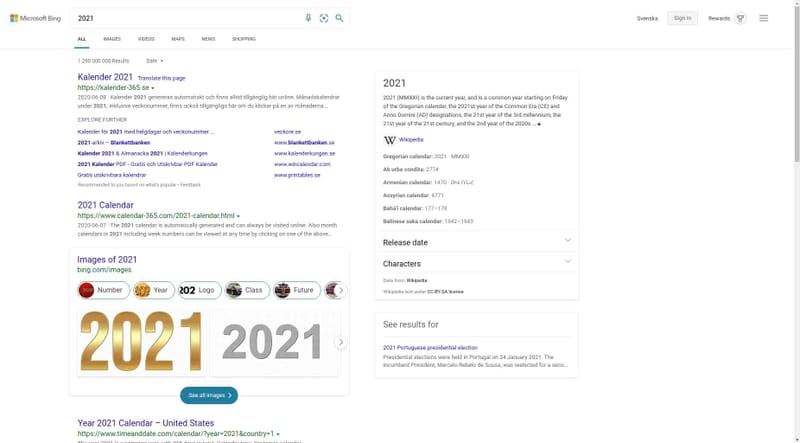 Microsoft Bing
2021
Svenska
Sign in
Rewards
ALL IMAGES VIDEOS MAPS NEWS SHOPPING
1 290 000 000 Results Date
Kalender 2021 Translate this page
https://kalender-365.se
2020-06-08 · Kalender 2021 genereras automatiskt och finns alltid tillgänglig här online. Månadskalendrar
under 2021, inklusive veckonummer, finns också tillgängliga här om du klickar på en av månaderna...
EXPLORE FURTHER
Kalender för 2021 med helgdagar och veckonummer ... veckonr.se
2021-arkiv – Blankettbanken www.blankettbanken.se
Kalender 2021 & Almanacka 2021 | Kalenderkungen www.kalenderkungen.se
2021 Kalender PDF - Gratis och Utskrivbar PDF Kalender www.wincalendar.com
Gratis utskrivbara kalendrar www.printables.se
Recommended to you based on what's popular • Feedback
2021 Calendar
https://www.calendar-365.com/2021-calendar.html
2020-06-07 · The 2021 calendar is automatically generated and can always be visited online. Also month
calendars in 2021 including week numbers can be viewed at any time by clicking on one of the above...
Images of 2021
bing.com/images
Number Year Logo Class Future
2021 2021
See all images
Year 2021 Calendar – United States
https://www.timeanddate.com/calendar/?year=2021&country=1
2021
2021 (MMXXI) is the current year, and is a common year starting on Friday
of the Gregorian calendar, the 2021st year of the Common Era (CE) and
Anno Domini (AD) designations, the 21st year of the 3rd millennium, the
21st year of the 21st century, and the 2nd year of the 2020s ...
W Wikipedia
Gregorian calendar: 2021 · MMXXI
Ab urbe condita: 2774
Armenian calendar: 1470
Assyrian calendar: 6771
Bahá'í calendar: 177–178
Balinese saka calendar: 1942–1943
Release date
Characters
Data from: Wikipedia
Wikipedia text under CC-BY-SA license
See results for
2021 Portuguese presidential election
Presidential elections were held in Portugal on 24 January 2021. The
incumbent President, Marcelo Rebelo de Sousa, was reelected for a seco...